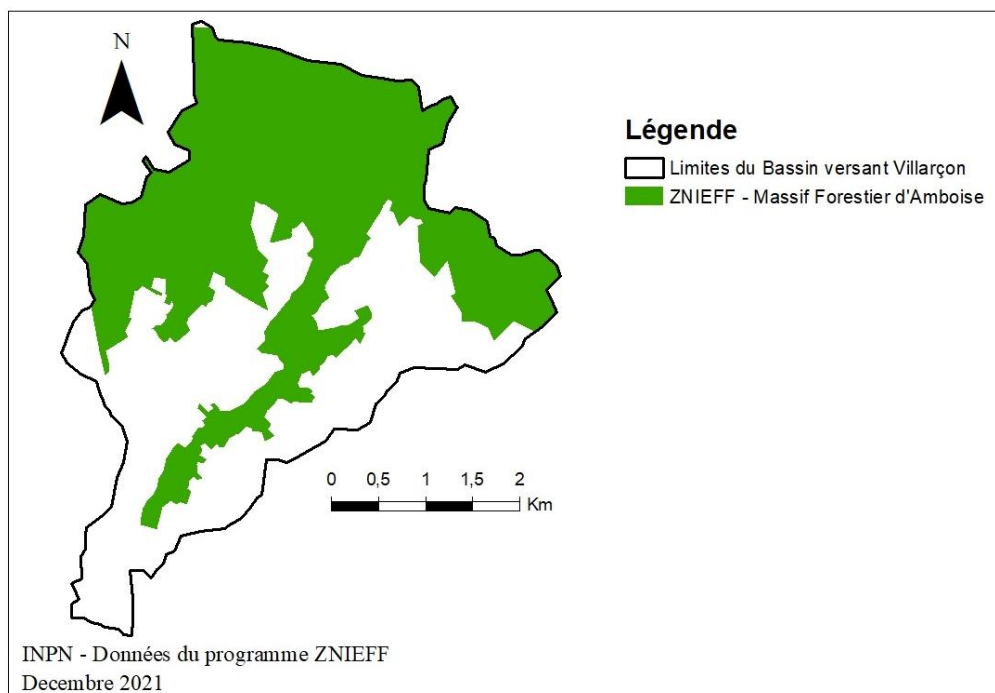 N
Légende
Limites du Bassin versant Villarçon
ZNIEFF - Massif Forestier d'Amboise
0 0,5 1 1,5 2
Km
INPN - Données du programme ZNIEFF
Decembre 2021